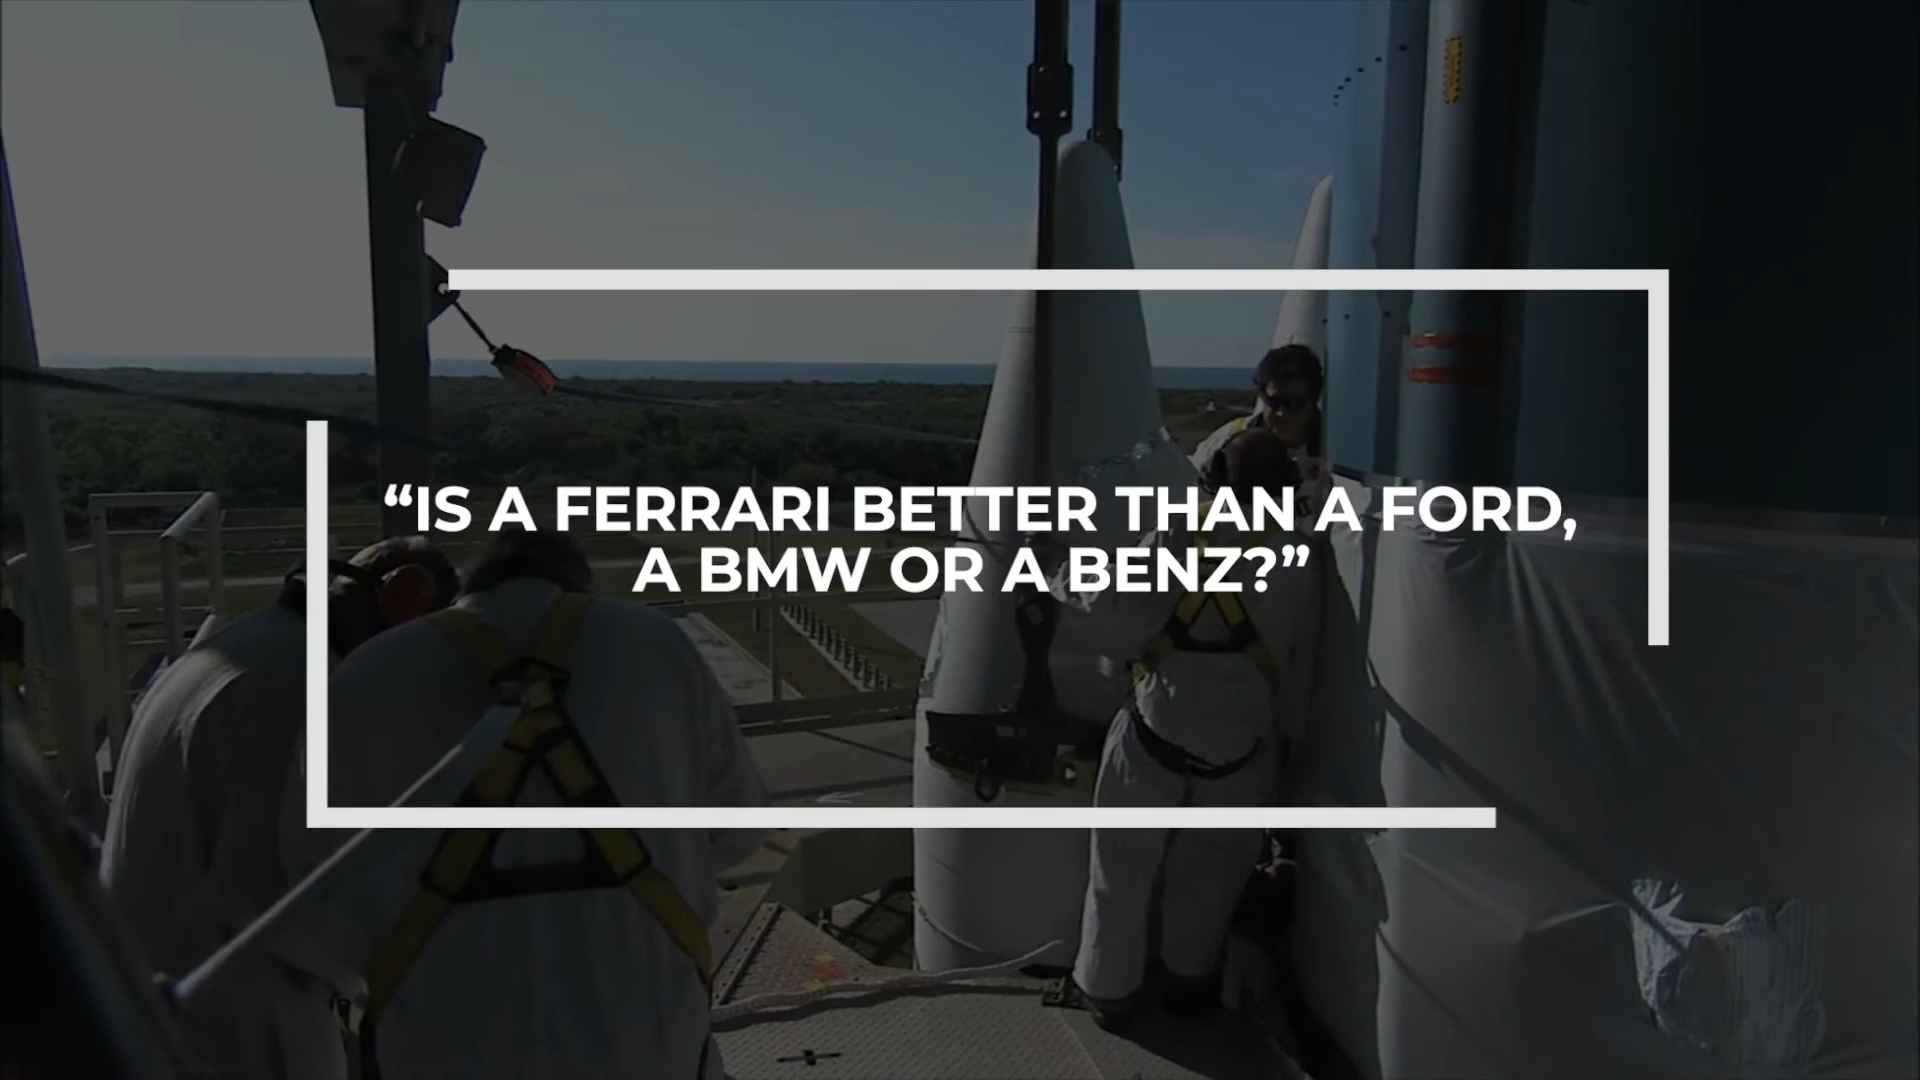 “IS A FERRARI BETTER THAN A FORD,
A BMW OR A BENZ?”